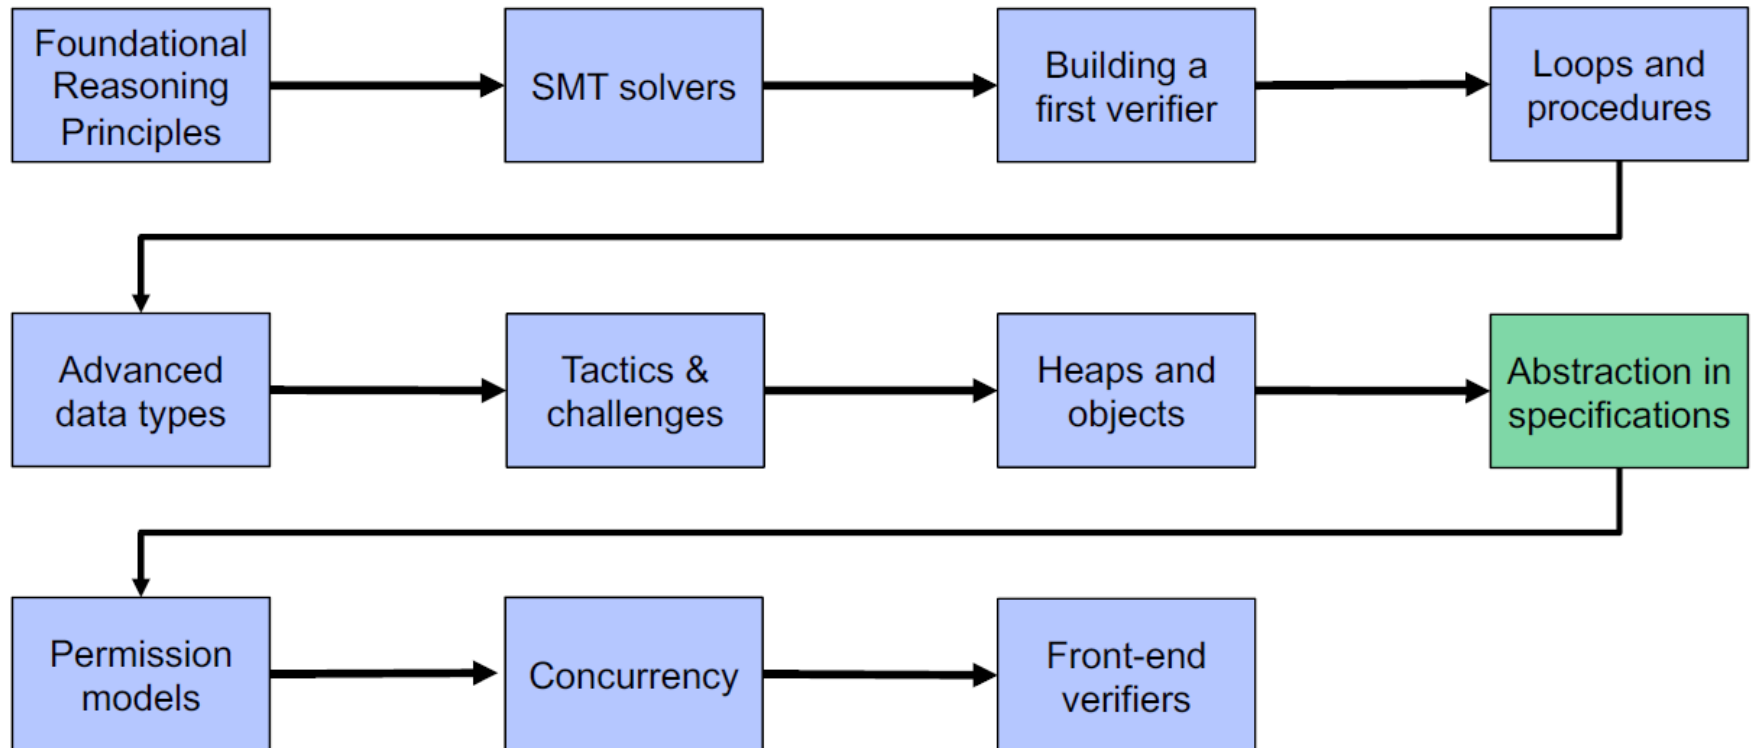 Foundational
Reasoning
Principles
SMT solvers
Building a
first verifier
Loops and
procedures
Advanced
data types
Tactics &
challenges
Heaps and
objects
Abstraction in
specifications
Permission
models
Concurrency
Front-end
verifiers